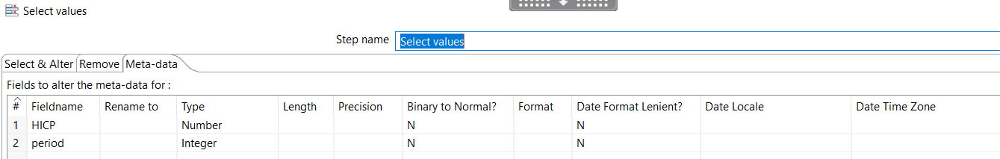 Select values
Step name Select values
Select & Alter Remove Meta-data
Fields to alter the meta-data for :
# Fieldname Rename to Type Length Precision Binary to Normal? Format Date Format Lenient? Date Locale Date Time Zone
1 HICP Number N N
2 period Integer N N